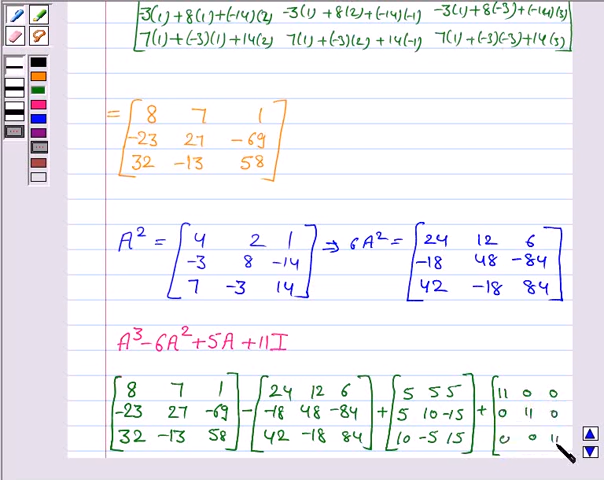 -3(1)+8(1)+(-14)(2) -3(1)+8(2)+(-14)(-1) -3(1)+8(-3)+(-14)(3)
7(1)+(-3)(1)+14(2) 7(1)+(-3)(2)+14(-1) 7(1)+(-3)(-3)+14(3)
= [8 7 1
-23 27 -69
32 -13 58]
A² = [4 2 1 ⇒ 6A² = [24 12 6
-3 8 -14 -18 48 -84
7 -3 14] 42 -18 84]
A³-6A²+5A+11I
[8 7 1 [24 12 6 [5 5 5 [11 0 0
-23 27 -69 - -18 48 -84 + 5 10 -15 + 0 11 0
32 -13 58] 42 -18 84] 10 -5 15] 0 0 11